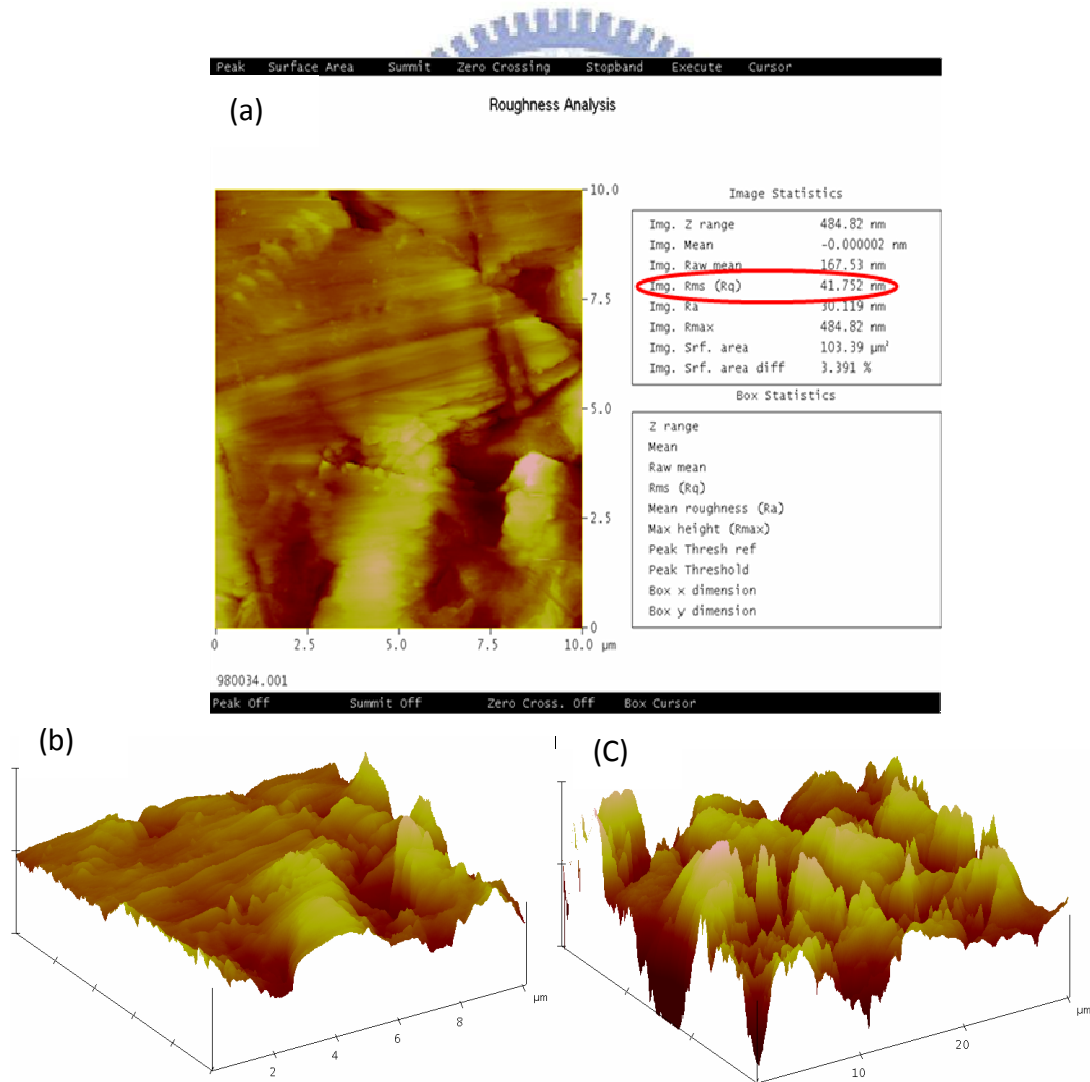 Peak Surface Area Summit Zero Crossing Stopband Execute Cursor
(a)
Roughness Analysis
10.0
7.5
5.0
2.5
0
0 2.5 5.0 7.5 10.0 µm
Image Statistics
Img. Z range 484.82 nm
Img. Mean -0.000002 nm
Img. Raw mean 167.53 nm
Img. Rms (Rq) 41.752 nm
Img. Ra 30.119 nm
Img. Rmax 484.82 nm
Img. Srf. area 103.39 µm²
Img. Srf. area diff 3.391 %
Box Statistics
Z range
Mean
Raw mean
Rms (Rq)
Mean roughness (Ra)
Max height (Rmax)
Peak Thresh ref
Peak Threshold
Box x dimension
Box y dimension
980034.001
Peak Off Summit Off Zero Cross. Off Box Cursor
(b)
2 4 6 8 µm
(C)
10 20 µm